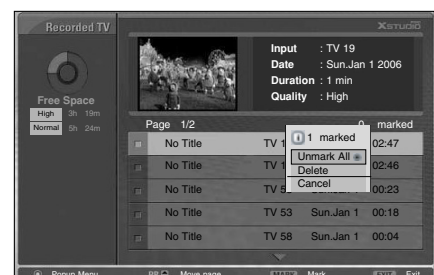 Recorded TV
XSTUDIO
Input : TV 19
Date : Sun.Jan 1 2006
Duration : 1 min
Quality : High
Free Space
High 3h 19m
Normal 5h 24m
Page 1/2 0 marked
No Title TV 1 02:47
No Title TV 1 02:46
No Title TV 5 00:23
No Title TV 53 Sun.Jan 1 00:18
No Title TV 58 Sun.Jan 1 00:04
1 marked
Unmark All
Delete
Cancel
Popup Menu Move page MARK Mark EXIT Exit